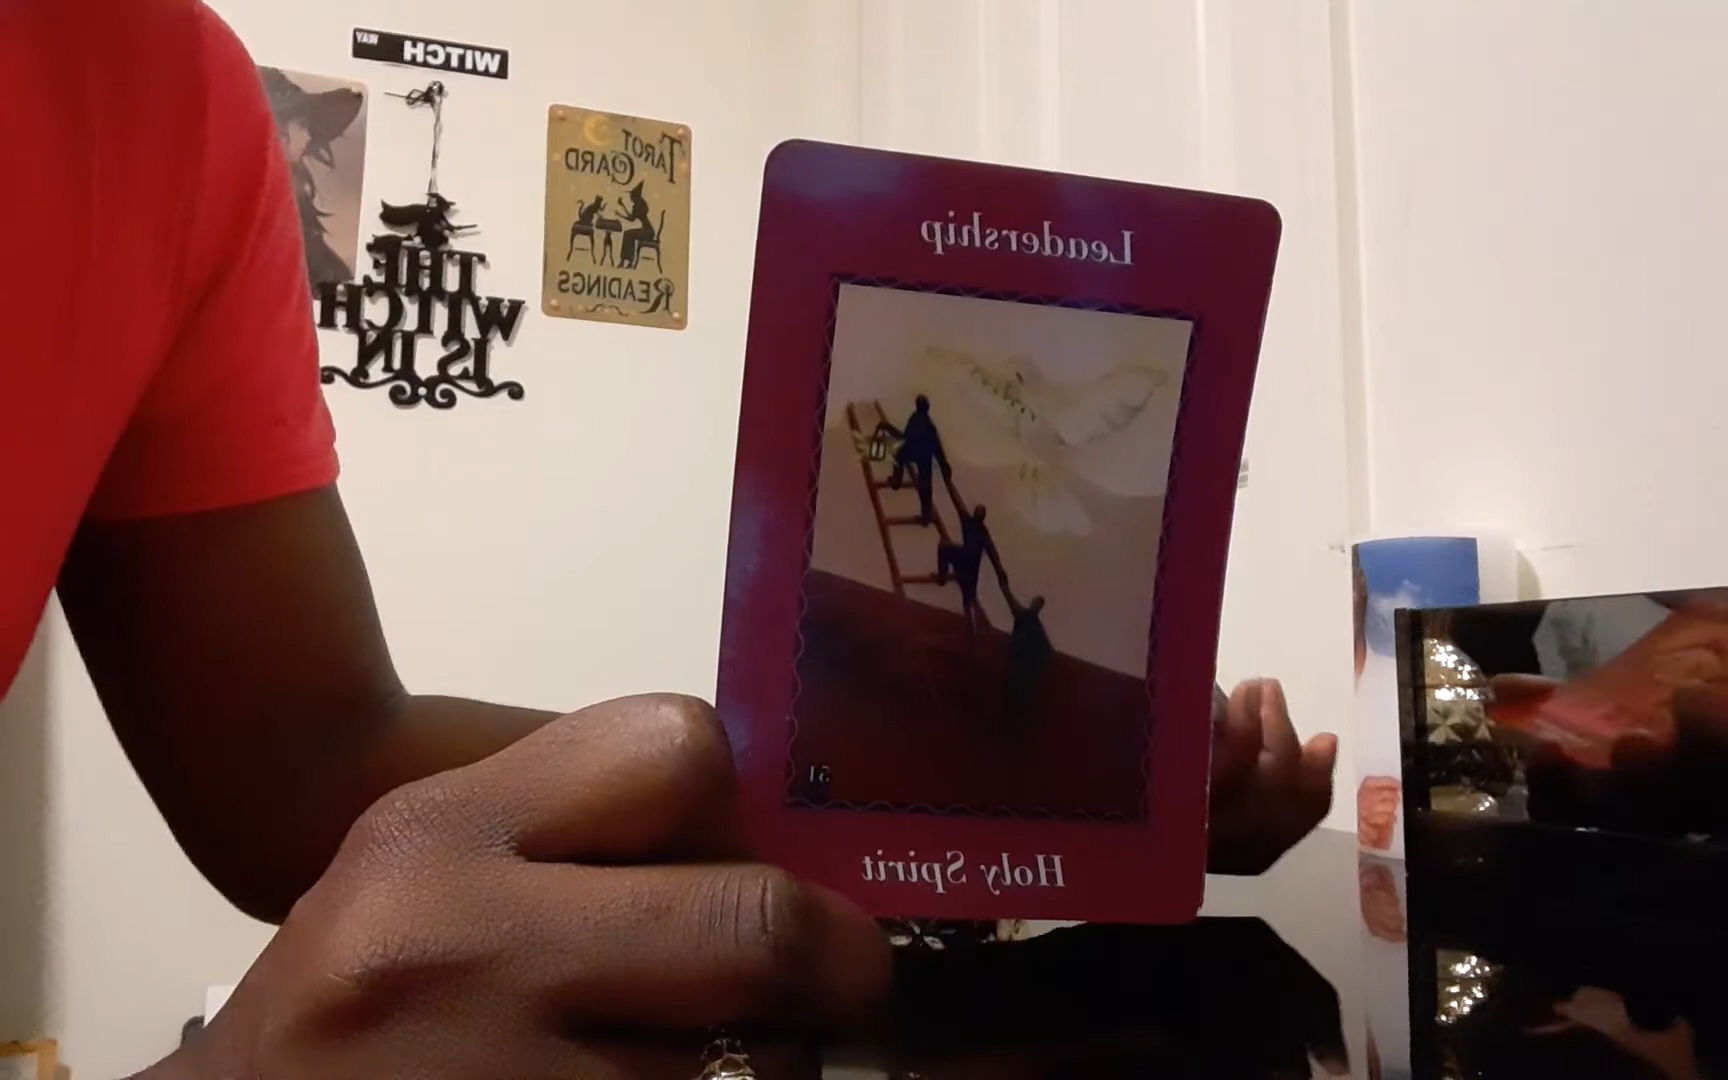 WITCH WAY
THE
WITCH
IS IN
TAROT
CARD
READINGS
Leadership
51
Holy Spirit